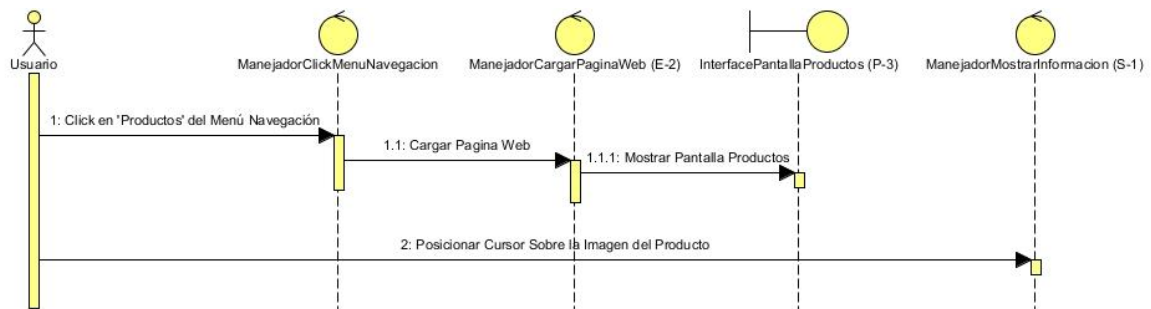 Usuario
ManejadorClickMenuNavegacion
ManejadorCargarPaginaWeb (E-2)
InterfacePantallaProductos (P-3)
ManejadorMostrarInformacion (S-1)
1: Click en 'Productos' del Menú Navegación
1.1: Cargar Pagina Web
1.1.1: Mostrar Pantalla Productos
2: Posicionar Cursor Sobre la Imagen del Producto